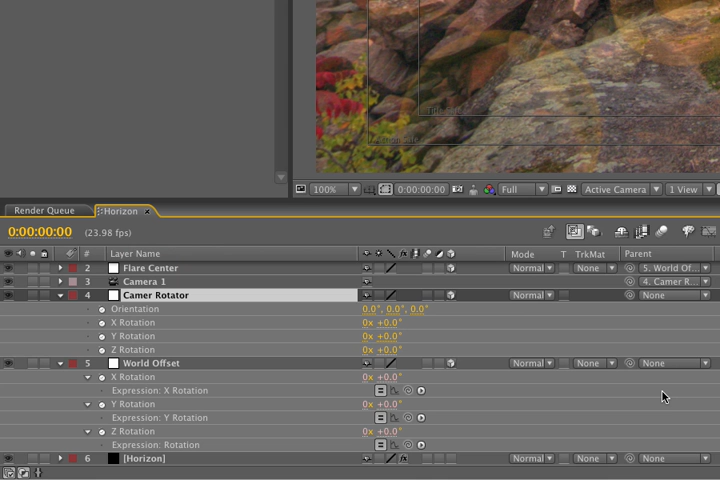 100% 0:00:00:00 Full Active Camera 1 View
Render Queue Horizon
0:00:00:00 (23.98 fps)
# Layer Name Mode T TrkMat Parent
2 Flare Center Normal None 5. World Of...
3 Camera 1 4. Camer R...
4 Camer Rotator Normal None
Orientation 0.0°, 0.0°, 0.0°
X Rotation 0x +0.0°
Y Rotation 0x +0.0°
Z Rotation 0x +0.0°
5 World Offset Normal None None
X Rotation 0x +0.0°
Expression: X Rotation
Y Rotation 0x +0.0°
Expression: Y Rotation
Z Rotation 0x +0.0°
Expression: Rotation
6 [Horizon] Normal None None